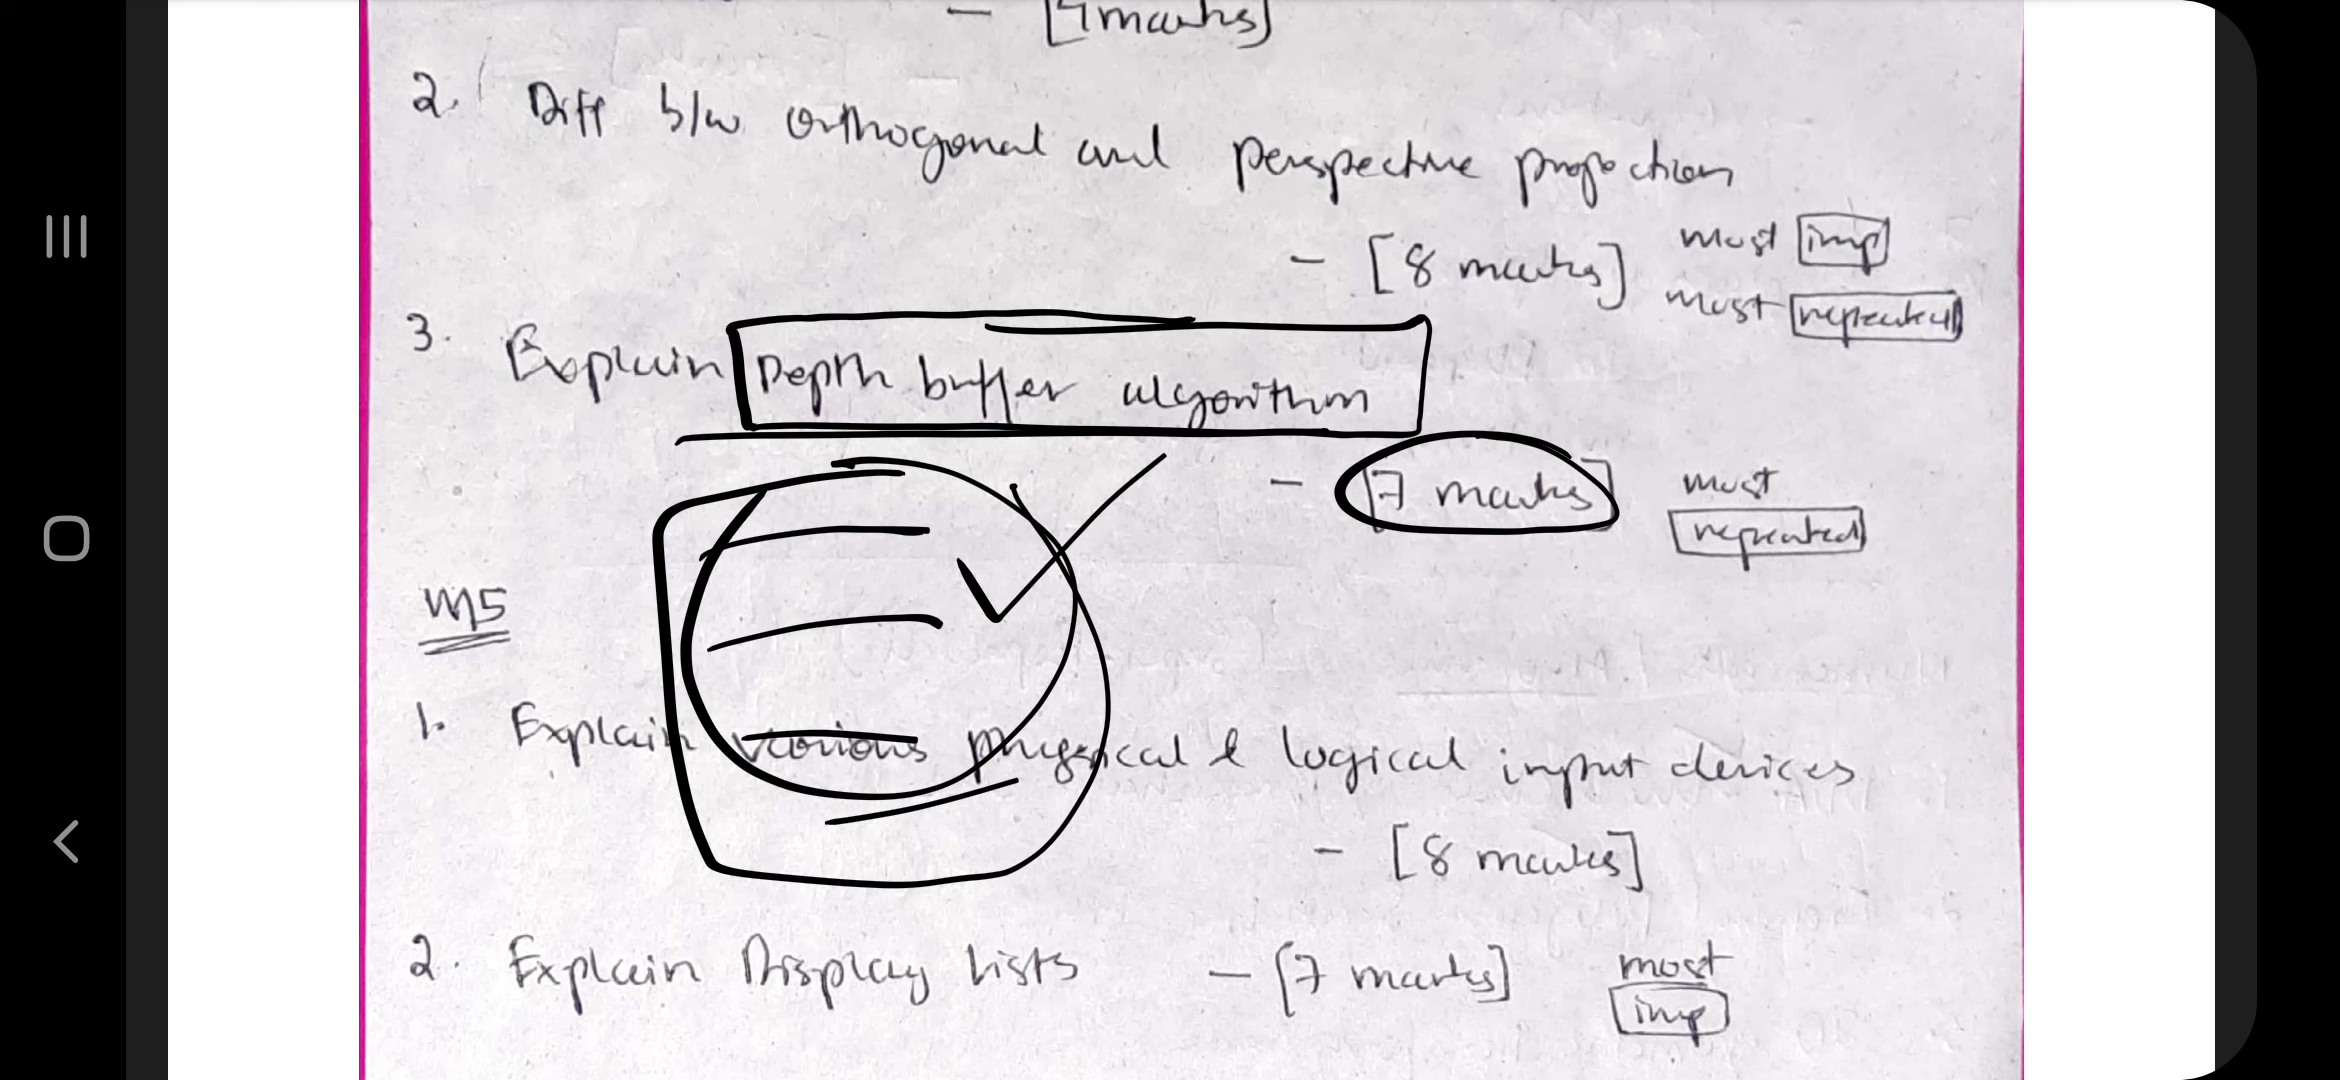 - [4 marks]
2. Diff b/w orthogonal and perspective projection
- [8 marks] most imp
most repeated
3. Explain Depth buffer algorithm
- [7 marks] most
repeated
M5
1. Explain various physical & logical input devices
- [8 marks]
2. Explain Display Lists - [7 marks] most
imp